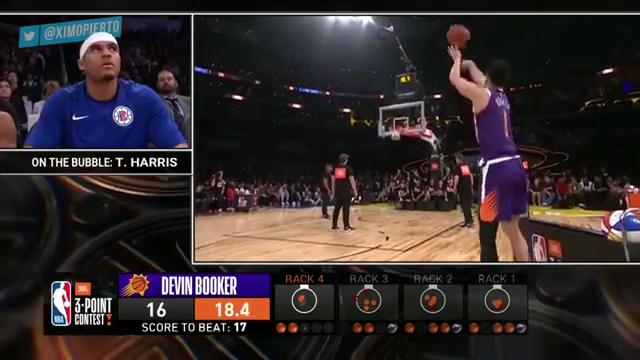 @XIMOPIERTO
ON THE BUBBLE: T. HARRIS
NBA
JBL
3-POINT
CONTEST
DEVIN BOOKER
16
18.4
SCORE TO BEAT: 17
RACK 4
RACK 3
RACK 2
RACK 1